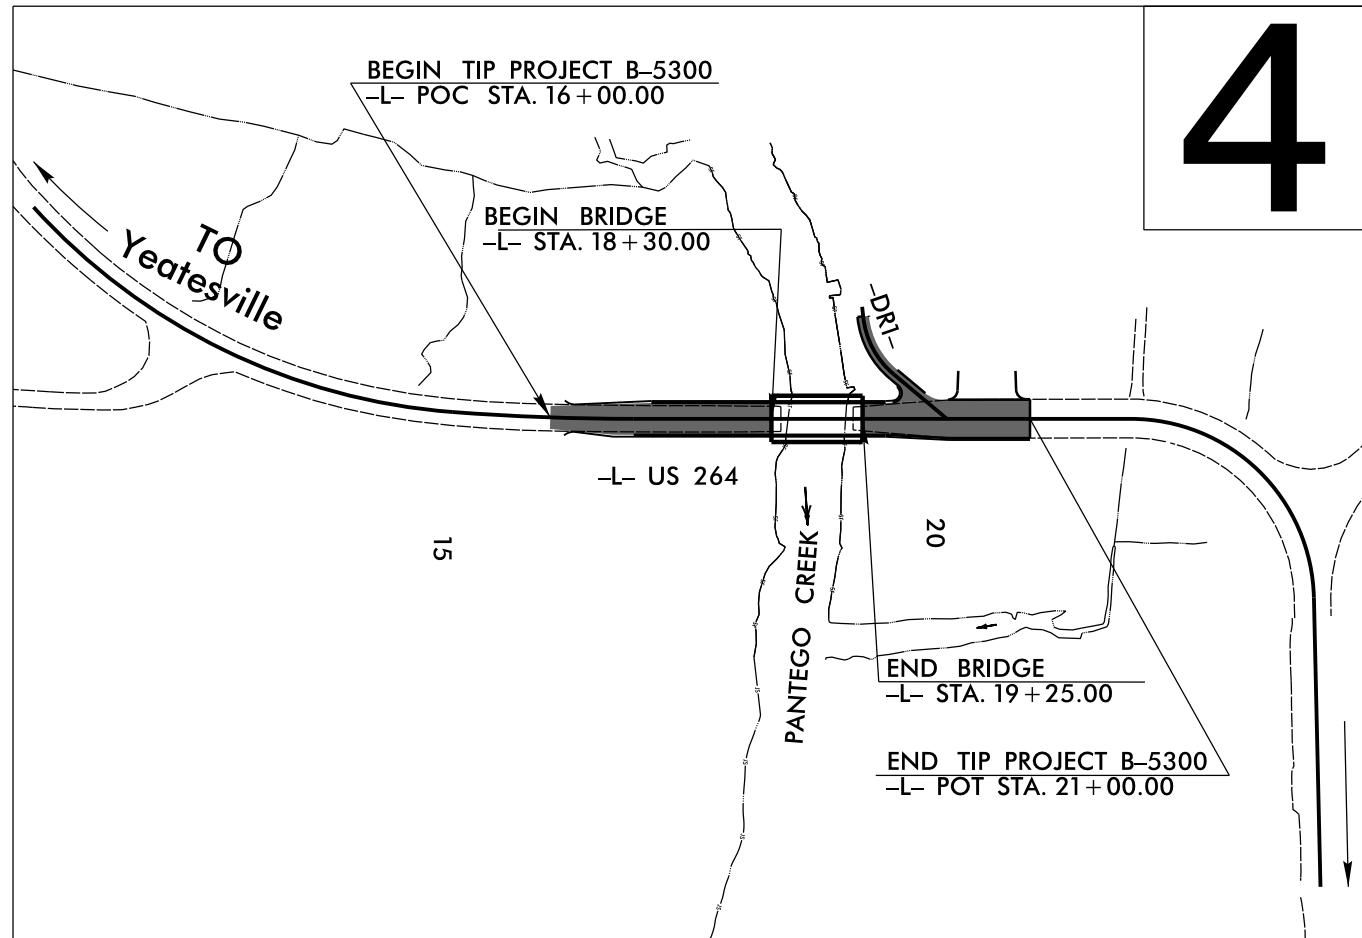 4
BEGIN TIP PROJECT B–5300
–L– POC STA. 16+00.00
BEGIN BRIDGE
–L– STA. 18+30.00
TO
Yeatesville
–DR1–
–L– US 264
15
20
PANTEGO CREEK
END BRIDGE
–L– STA. 19+25.00
END TIP PROJECT B–5300
–L– POT STA. 21+00.00